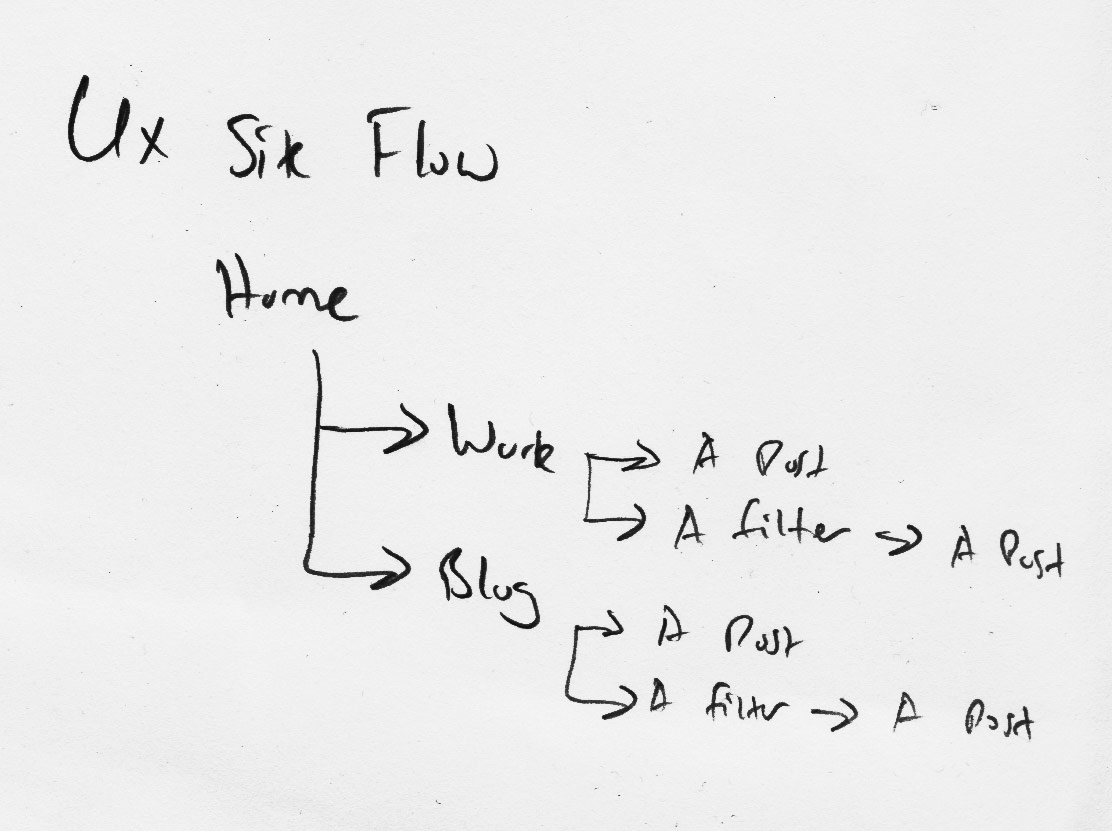 Ux Site Flow
Home
Work
A Post
A filter → A Post
Blog
A Post
A filter → A Post